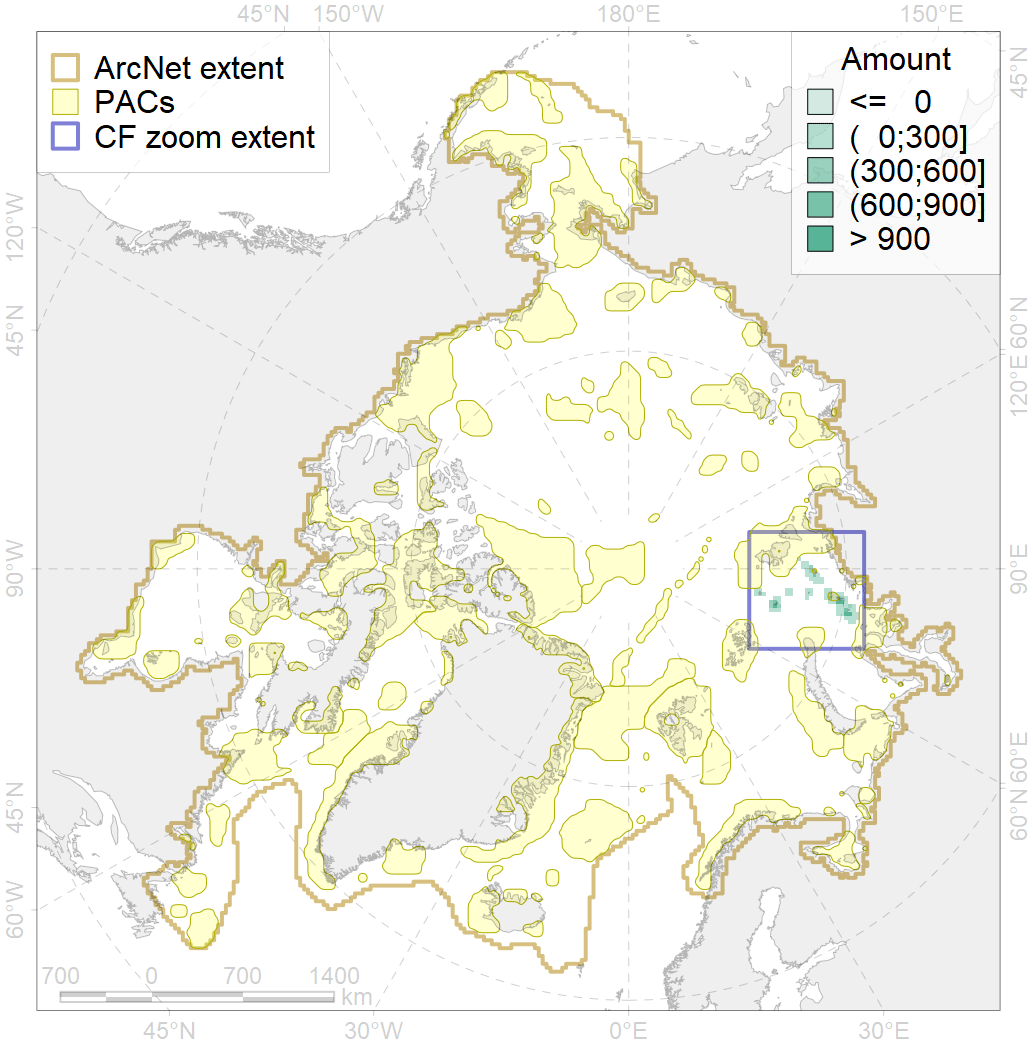 45°N 150°W 180°E 150°E
ArcNet extent
PACs
CF zoom extent
Amount
<= 0
( 0;300]
(300;600]
(600;900]
> 900
120°W
45°N
90°W
45°N
60°W
45°N
60°N
120°E
90°E
60°E
60°N
700 0 700 1400
km
45°N 30°W 0°E 30°E